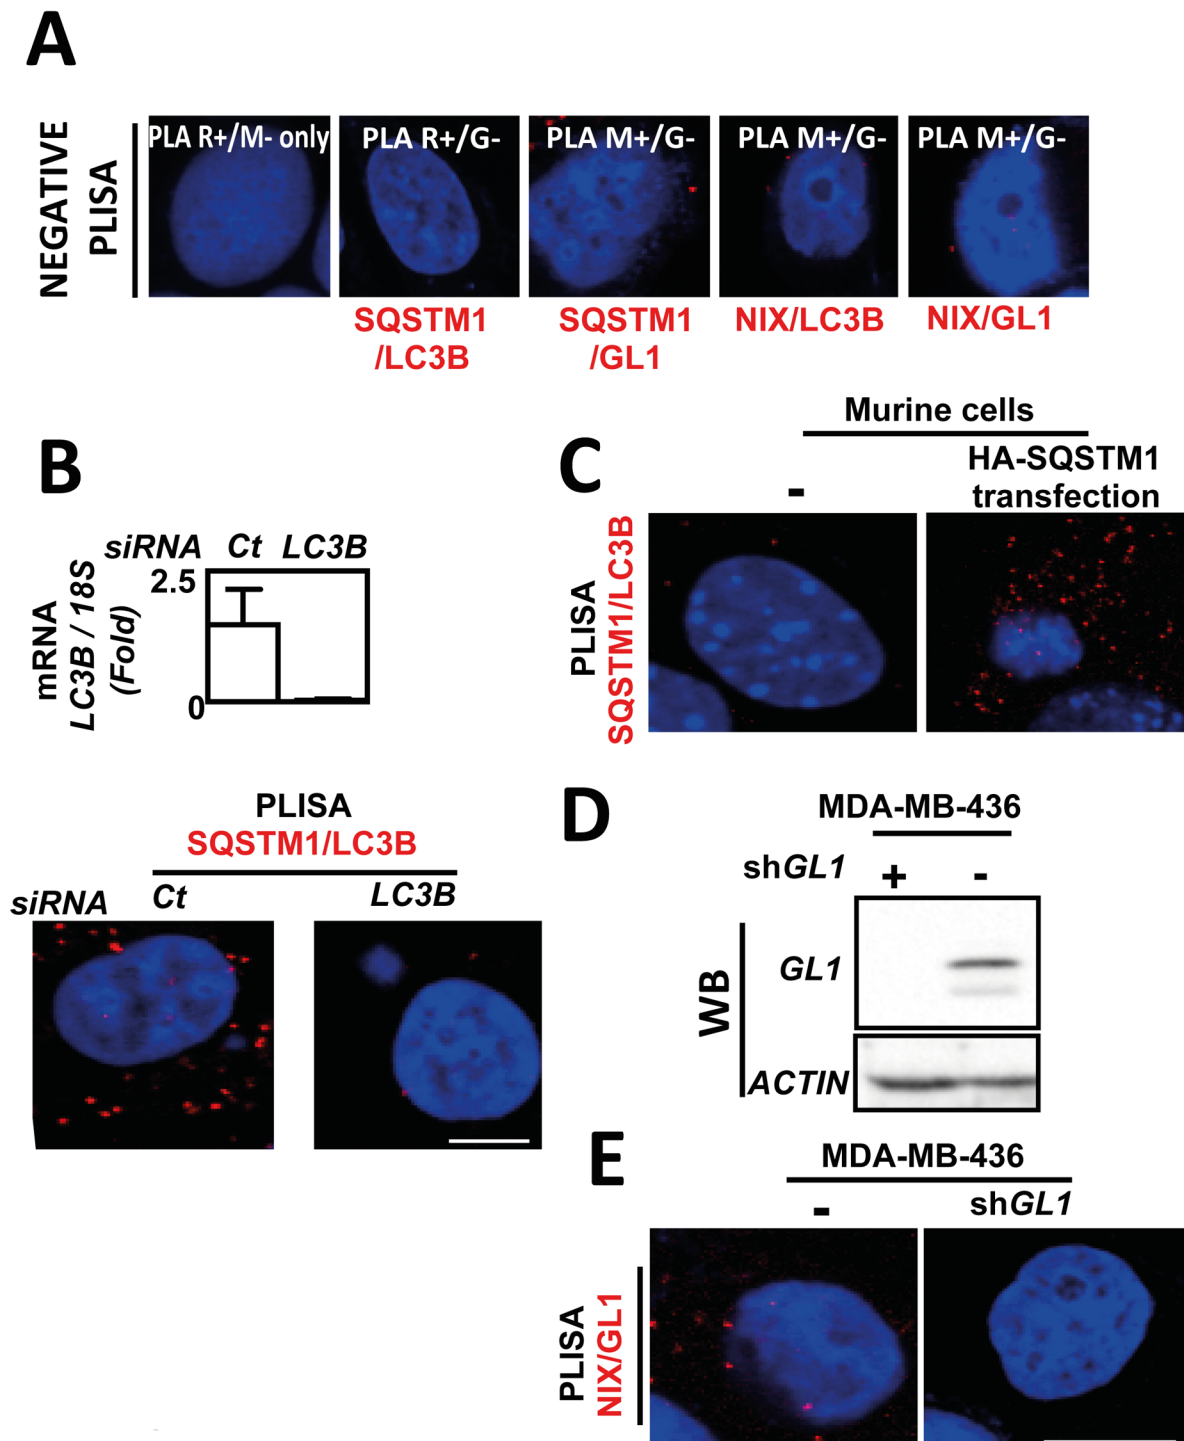 A
NEGATIVE
PLISA
PLA R+/M- only
PLA R+/G-
PLA M+/G-
PLA M+/G-
PLA M+/G-
SQSTM1
/LC3B
SQSTM1
/GL1
NIX/LC3B
NIX/GL1
B
siRNA Ct LC3B
mRNA
LC3B / 18S
(Fold)
2.5
0
PLISA
SQSTM1/LC3B
siRNA Ct LC3B
C
Murine cells
-
HA-SQSTM1
transfection
PLISA
SQSTM1/LC3B
D
MDA-MB-436
shGL1 + -
WB
GL1
ACTIN
E
MDA-MB-436
- shGL1
PLISA
NIX/GL1